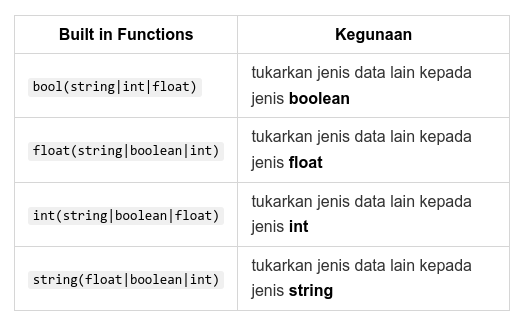 Built in Functions Kegunaan
bool(string|int|float) tukarkan jenis data lain kepada
jenis boolean
float(string|boolean|int) tukarkan jenis data lain kepada
jenis float
int(string|boolean|float) tukarkan jenis data lain kepada
jenis int
string(float|boolean|int) tukarkan jenis data lain kepada
jenis string